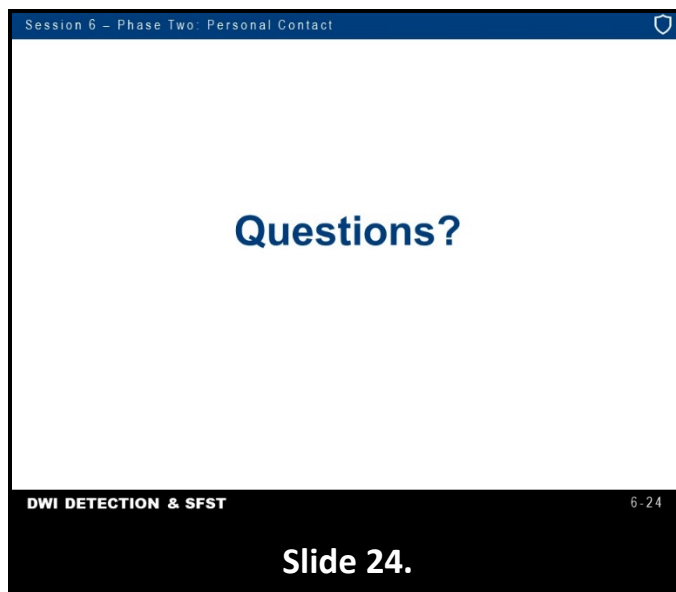 Session 6 – Phase Two: Personal Contact
Questions?
DWI DETECTION & SFST
6-24
Slide 24.